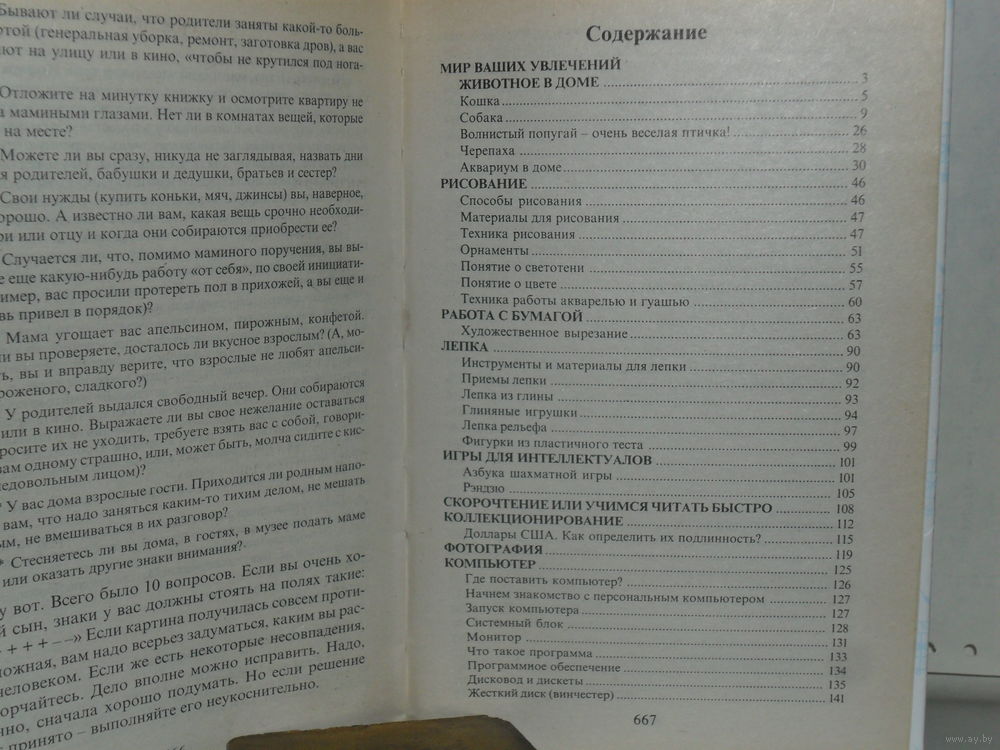 Бывают ли случаи, что родители заняты какой-то боль-
ртой (генеральная уборка, ремонт, заготовка дров), а вас
ют на улицу или в кино, «чтобы не крутился под нога-
Отложите на минутку книжку и осмотрите квартиру не
а мамиными глазами. Нет ли в комнатах вещей, которые
на месте?
Можете ли вы сразу, никуда не заглядывая, назвать дни
я родителей, бабушки и дедушки, братьев и сестер?
Свои нужды (купить коньки, мяч, джинсы) вы, наверное,
орошо. А известно ли вам, какая вещь срочно необходи-
ри или отцу и когда они собираются приобрести ее?
Случается ли, что, помимо маминого поручения, вы вы-
е еще какую-нибудь работу «от себя», по своей инициати-
имер, вас просили протереть пол в прихожей, а вы еще и
вь привел в порядок)?
Мама угощает вас апельсином, пирожным, конфетой.
ли вы проверяете, досталось ли вкусное взрослым? (А, мо-
ть, вы и вправду верите, что взрослые не любят апельси-
роженого, сладкого?)
У родителей выдался свободный вечер. Они собираются
или в кино. Выражаете ли вы свое нежелание оставаться
росите их не уходить, требуете взять вас с собой, говори-
вам одному страшно, или, может быть, молча сидите с кис-
недовольным лицом)?
* У вас дома взрослые гости. Приходится ли родным напо-
вам, что надо заняться каким-то тихим делом, не мешать
ым, не вмешиваться в их разговор?
* Стесняетесь ли вы дома, в гостях, в музее подать маме
или оказать другие знаки внимания?
у вот. Всего было 10 вопросов. Если вы очень хо-
й сын, знаки у вас должны стоять на полях такие:
+ + + + – –» Если картина получилась совсем проти-
ложная, вам надо всерьез задуматься, каким вы рас-
человеком. Если же есть некоторые несовпадения,
орчайтесь. Дело вполне можно исправить. Надо,
чно, сначала хорошо подумать. Но если решение
принято – выполняйте его неукоснительно.
Содержание
МИР ВАШИХ УВЛЕЧЕНИЙ
ЖИВОТНОЕ В ДОМЕ 3
Кошка 5
Собака 9
Волнистый попугай – очень веселая птичка! 26
Черепаха 28
Аквариум в доме 30
РИСОВАНИЕ 46
Способы рисования 46
Материалы для рисования 47
Техника рисования 47
Орнаменты 51
Понятие о светотени 55
Понятие о цвете 57
Техника работы акварелью и гуашью 60
РАБОТА С БУМАГОЙ 63
Художественное вырезание 63
ЛЕПКА 90
Инструменты и материалы для лепки 90
Приемы лепки 92
Лепка из глины 93
Глиняные игрушки 94
Лепка рельефа 97
Фигурки из пластичного теста 99
ИГРЫ ДЛЯ ИНТЕЛЛЕКТУАЛОВ 101
Азбука шахматной игры 101
Рэндзю 105
СКОРОЧТЕНИЕ ИЛИ УЧИМСЯ ЧИТАТЬ БЫСТРО 108
КОЛЛЕКЦИОНИРОВАНИЕ 112
Доллары США. Как определить их подлинность? 115
ФОТОГРАФИЯ 119
КОМПЬЮТЕР 125
Где поставить компьютер? 126
Начнем знакомство с персональным компьютером 127
Запуск компьютера 127
Системный блок 128
Монитор 131
Что такое программа 133
Программное обеспечение 134
Дисковод и дискеты 135
Жесткий диск (винчестер) 141
667
www.ay.by